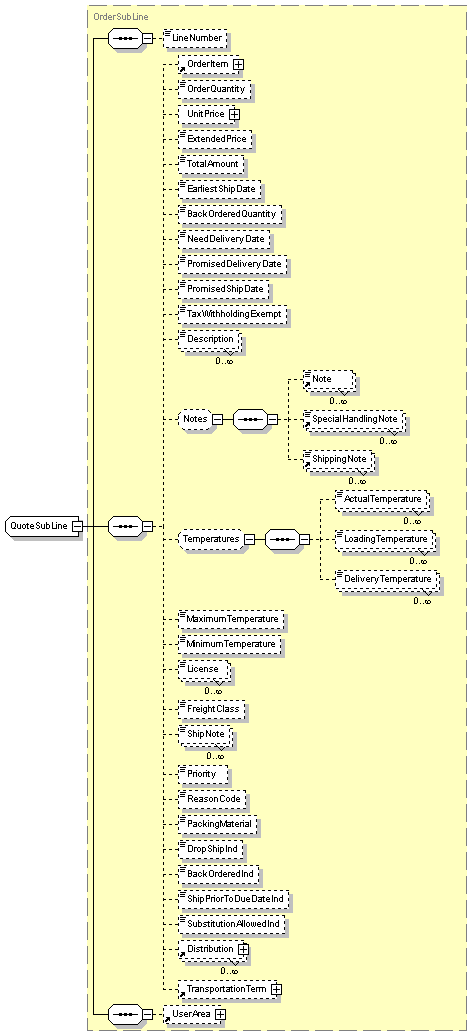 OrderSubLine
LineNumber
OrderItem
OrderQuantity
UnitPrice
ExtendedPrice
TotalAmount
EarliestShipDate
BackOrderedQuantity
NeedDeliveryDate
PromisedDeliveryDate
PromisedShipDate
TaxWithholdingExempt
Description
0..∞
Note
0..∞
Notes
SpecialHandlingNote
0..∞
ShippingNote
0..∞
ActualTemperature
0..∞
QuoteSubLine
Temperatures
LoadingTemperature
0..∞
DeliveryTemperature
0..∞
MaximumTemperature
MinimumTemperature
License
0..∞
FreightClass
ShipNote
0..∞
Priority
ReasonCode
PackingMaterial
DropShipInd
BackOrderedInd
ShipPriorToDueDateInd
SubstitutionAllowedInd
Distribution
0..∞
TransportationTerm
UserArea